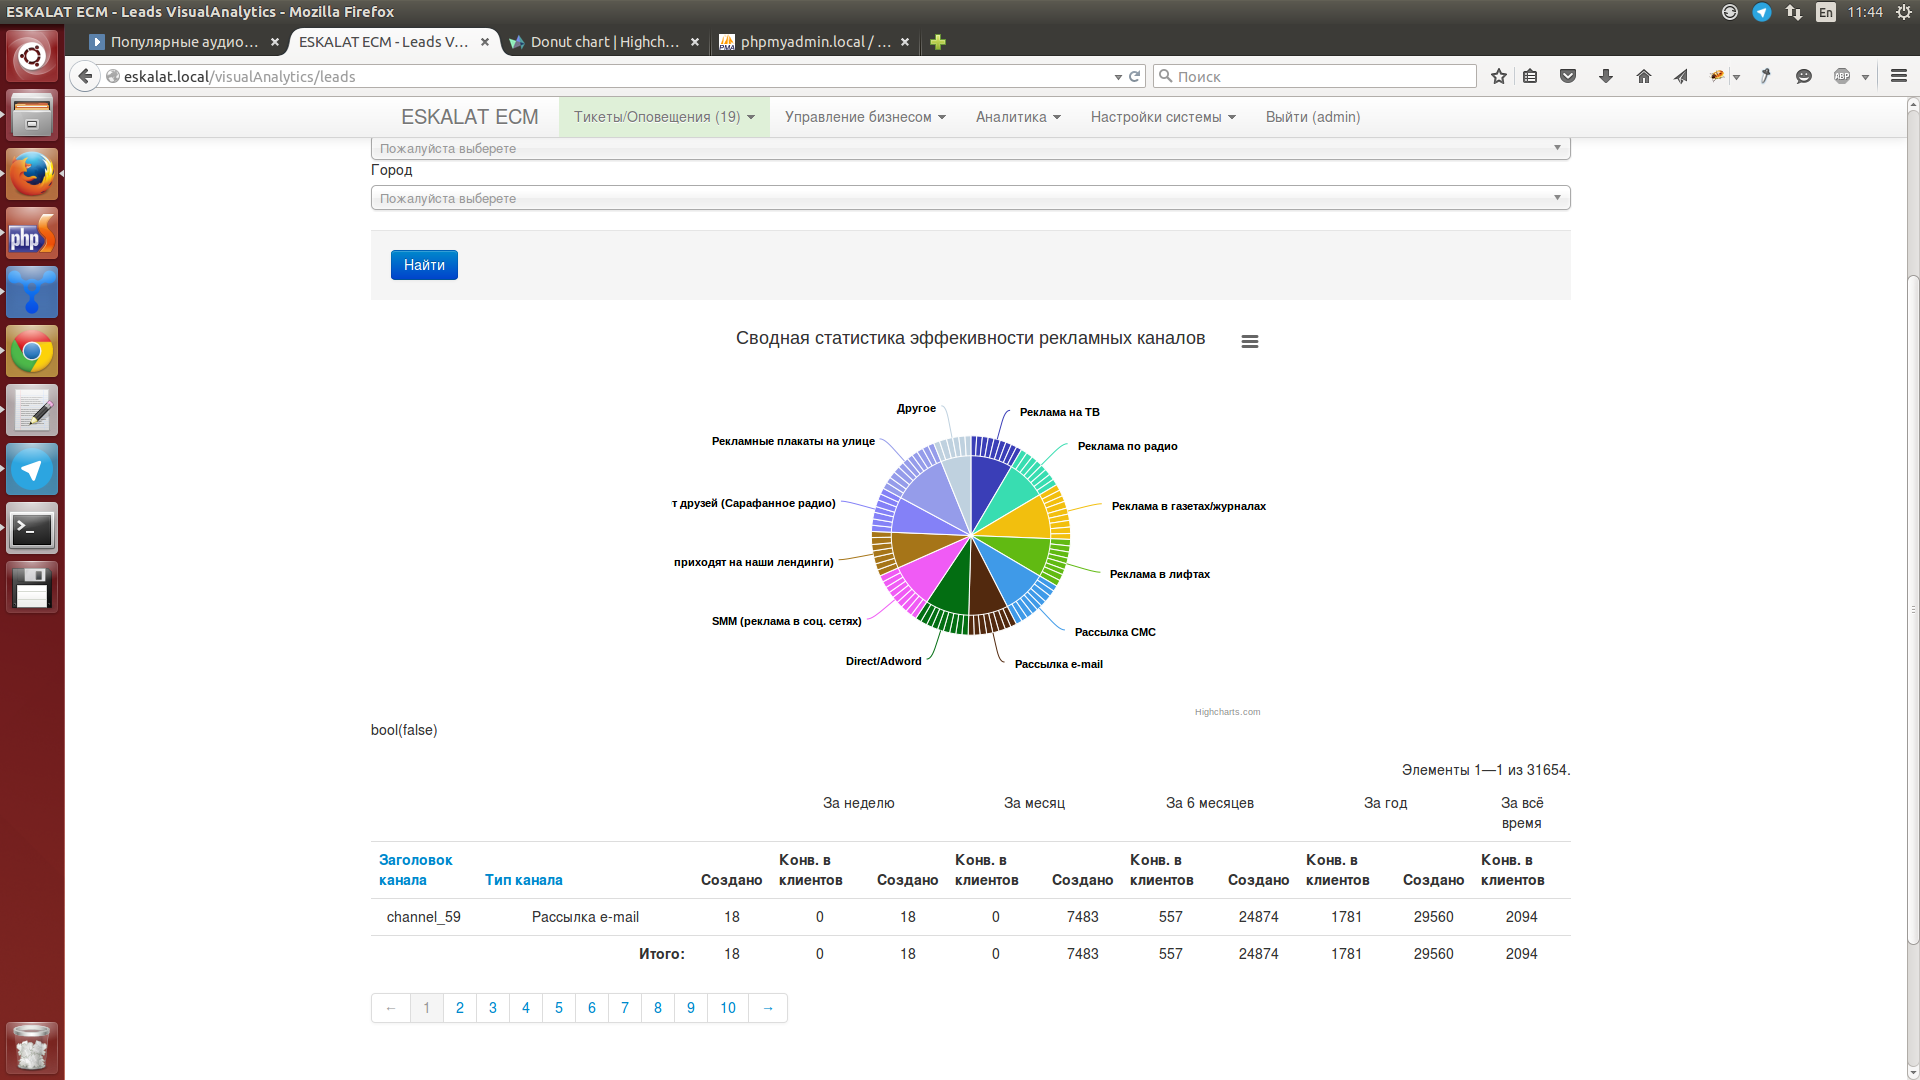 ESKALAT ECM - Leads VisualAnalytics - Mozilla Firefox
En 11:44
Популярные аудио...
ESKALAT ECM - Leads V...
Donut chart | Highch...
phpmyadmin.local / ...
eskalat.local/visualAnalytics/leads
Поиск
ABP
ESKALAT ECM
Тикеты/Оповещения (19)
Управление бизнесом
Аналитика
Настройки системы
Выйти (admin)
Пожалуйста выберете
Город
Пожалуйста выберете
Найти
Сводная статистика эффекивности рекламных каналов
Другое
Реклама на ТВ
Рекламные плакаты на улице
Реклама по радио
т друзей (Сарафанное радио)
Реклама в газетах/журналах
приходят на наши лендинги)
Реклама в лифтах
SMM (реклама в соц. сетях)
Рассылка СМС
Direct/Adword
Рассылка e-mail
Highcharts.com
bool(false)
Элементы 1—1 из 31654.
За неделю За месяц За 6 месяцев За год За всё
время
Заголовок
канала
Тип канала
Создано
Конв. в
клиентов
Создано
Конв. в
клиентов
Создано
Конв. в
клиентов
Создано
Конв. в
клиентов
Создано
Конв. в
клиентов
channel_59 Рассылка e-mail 18 0 18 0 7483 557 24874 1781 29560 2094
Итого: 18 0 18 0 7483 557 24874 1781 29560 2094
← 1 2 3 4 5 6 7 8 9 10 →
php